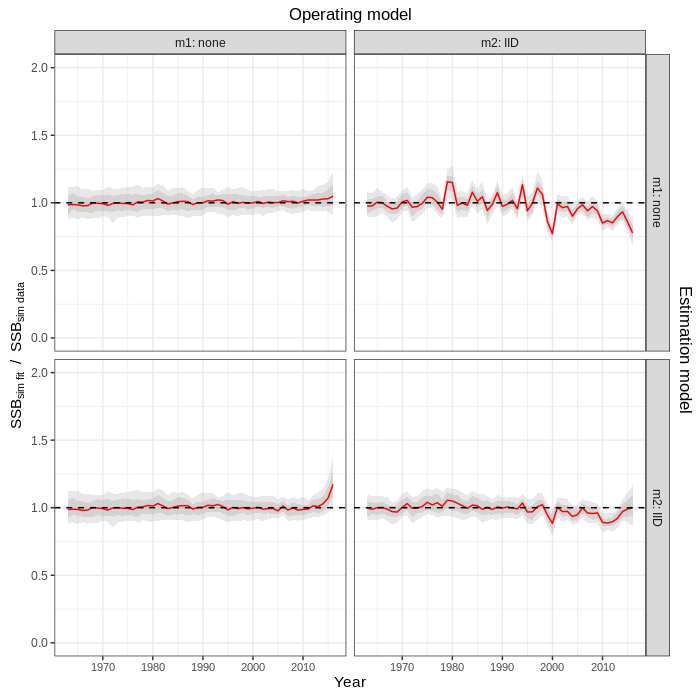 Operating model
m1: none
m2: IID
2.0
1.5
1.0
0.5
0.0
m1: none
2.0
1.5
1.0
0.5
0.0
m2: IID
SSBsim fit / SSBsim data
Estimation model
1970 1980 1990 2000 2010
1970 1980 1990 2000 2010
Year